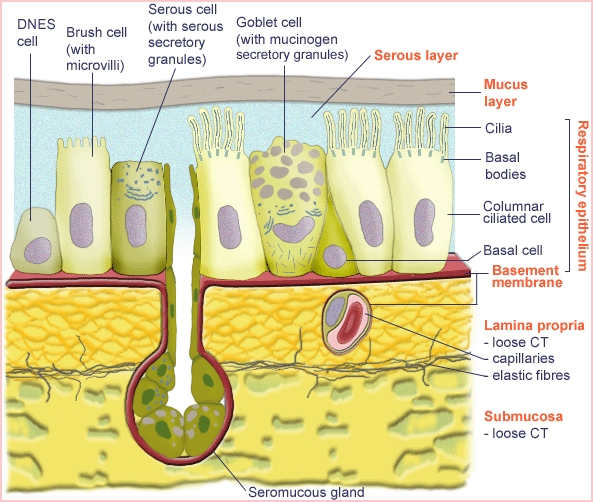 DNES
cell
Brush cell
(with
microvilli)
Serous cell
(with serous
secretory
granules)
Goblet cell
(with mucinogen
secretory granules)
Serous layer
Mucus
layer
Cilia
Basal
bodies
Columnar
ciliated cell
Basal cell
Respiratory epithelium
Basement
membrane
Lamina propria
- loose CT
- capillaries
- elastic fibres
Submucosa
- loose CT
Seromucous gland